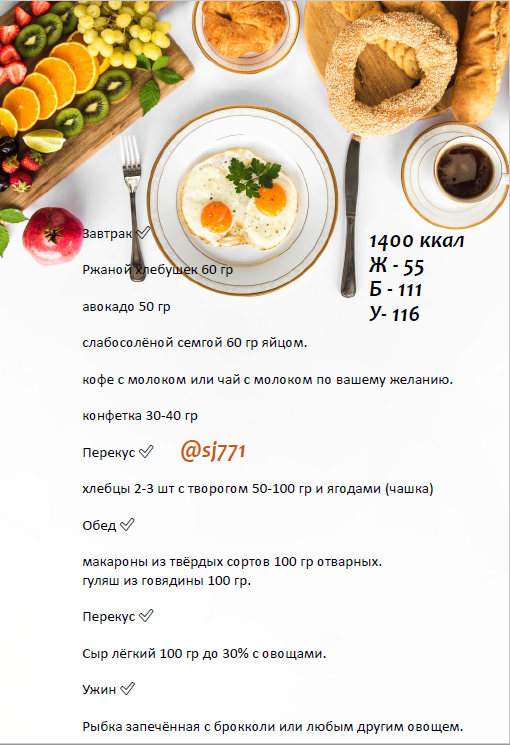 Завтрак
1400 ккал
Ж - 55
Б - 111
У- 116
Ржаной хлебушек 60 гр
авокадо 50 гр
слабосолёной семгой 60 гр яйцом.
кофе с молоком или чай с молоком по вашему желанию.
конфетка 30-40 гр
Перекус
@sj771
хлебцы 2-3 шт с творогом 50-100 гр и ягодами (чашка)
Обед
макароны из твёрдых сортов 100 гр отварных.
гуляш из говядины 100 гр.
Перекус
Сыр лёгкий 100 гр до 30% с овощами.
Ужин
Рыбка запечённая с брокколи или любым другим овощем.